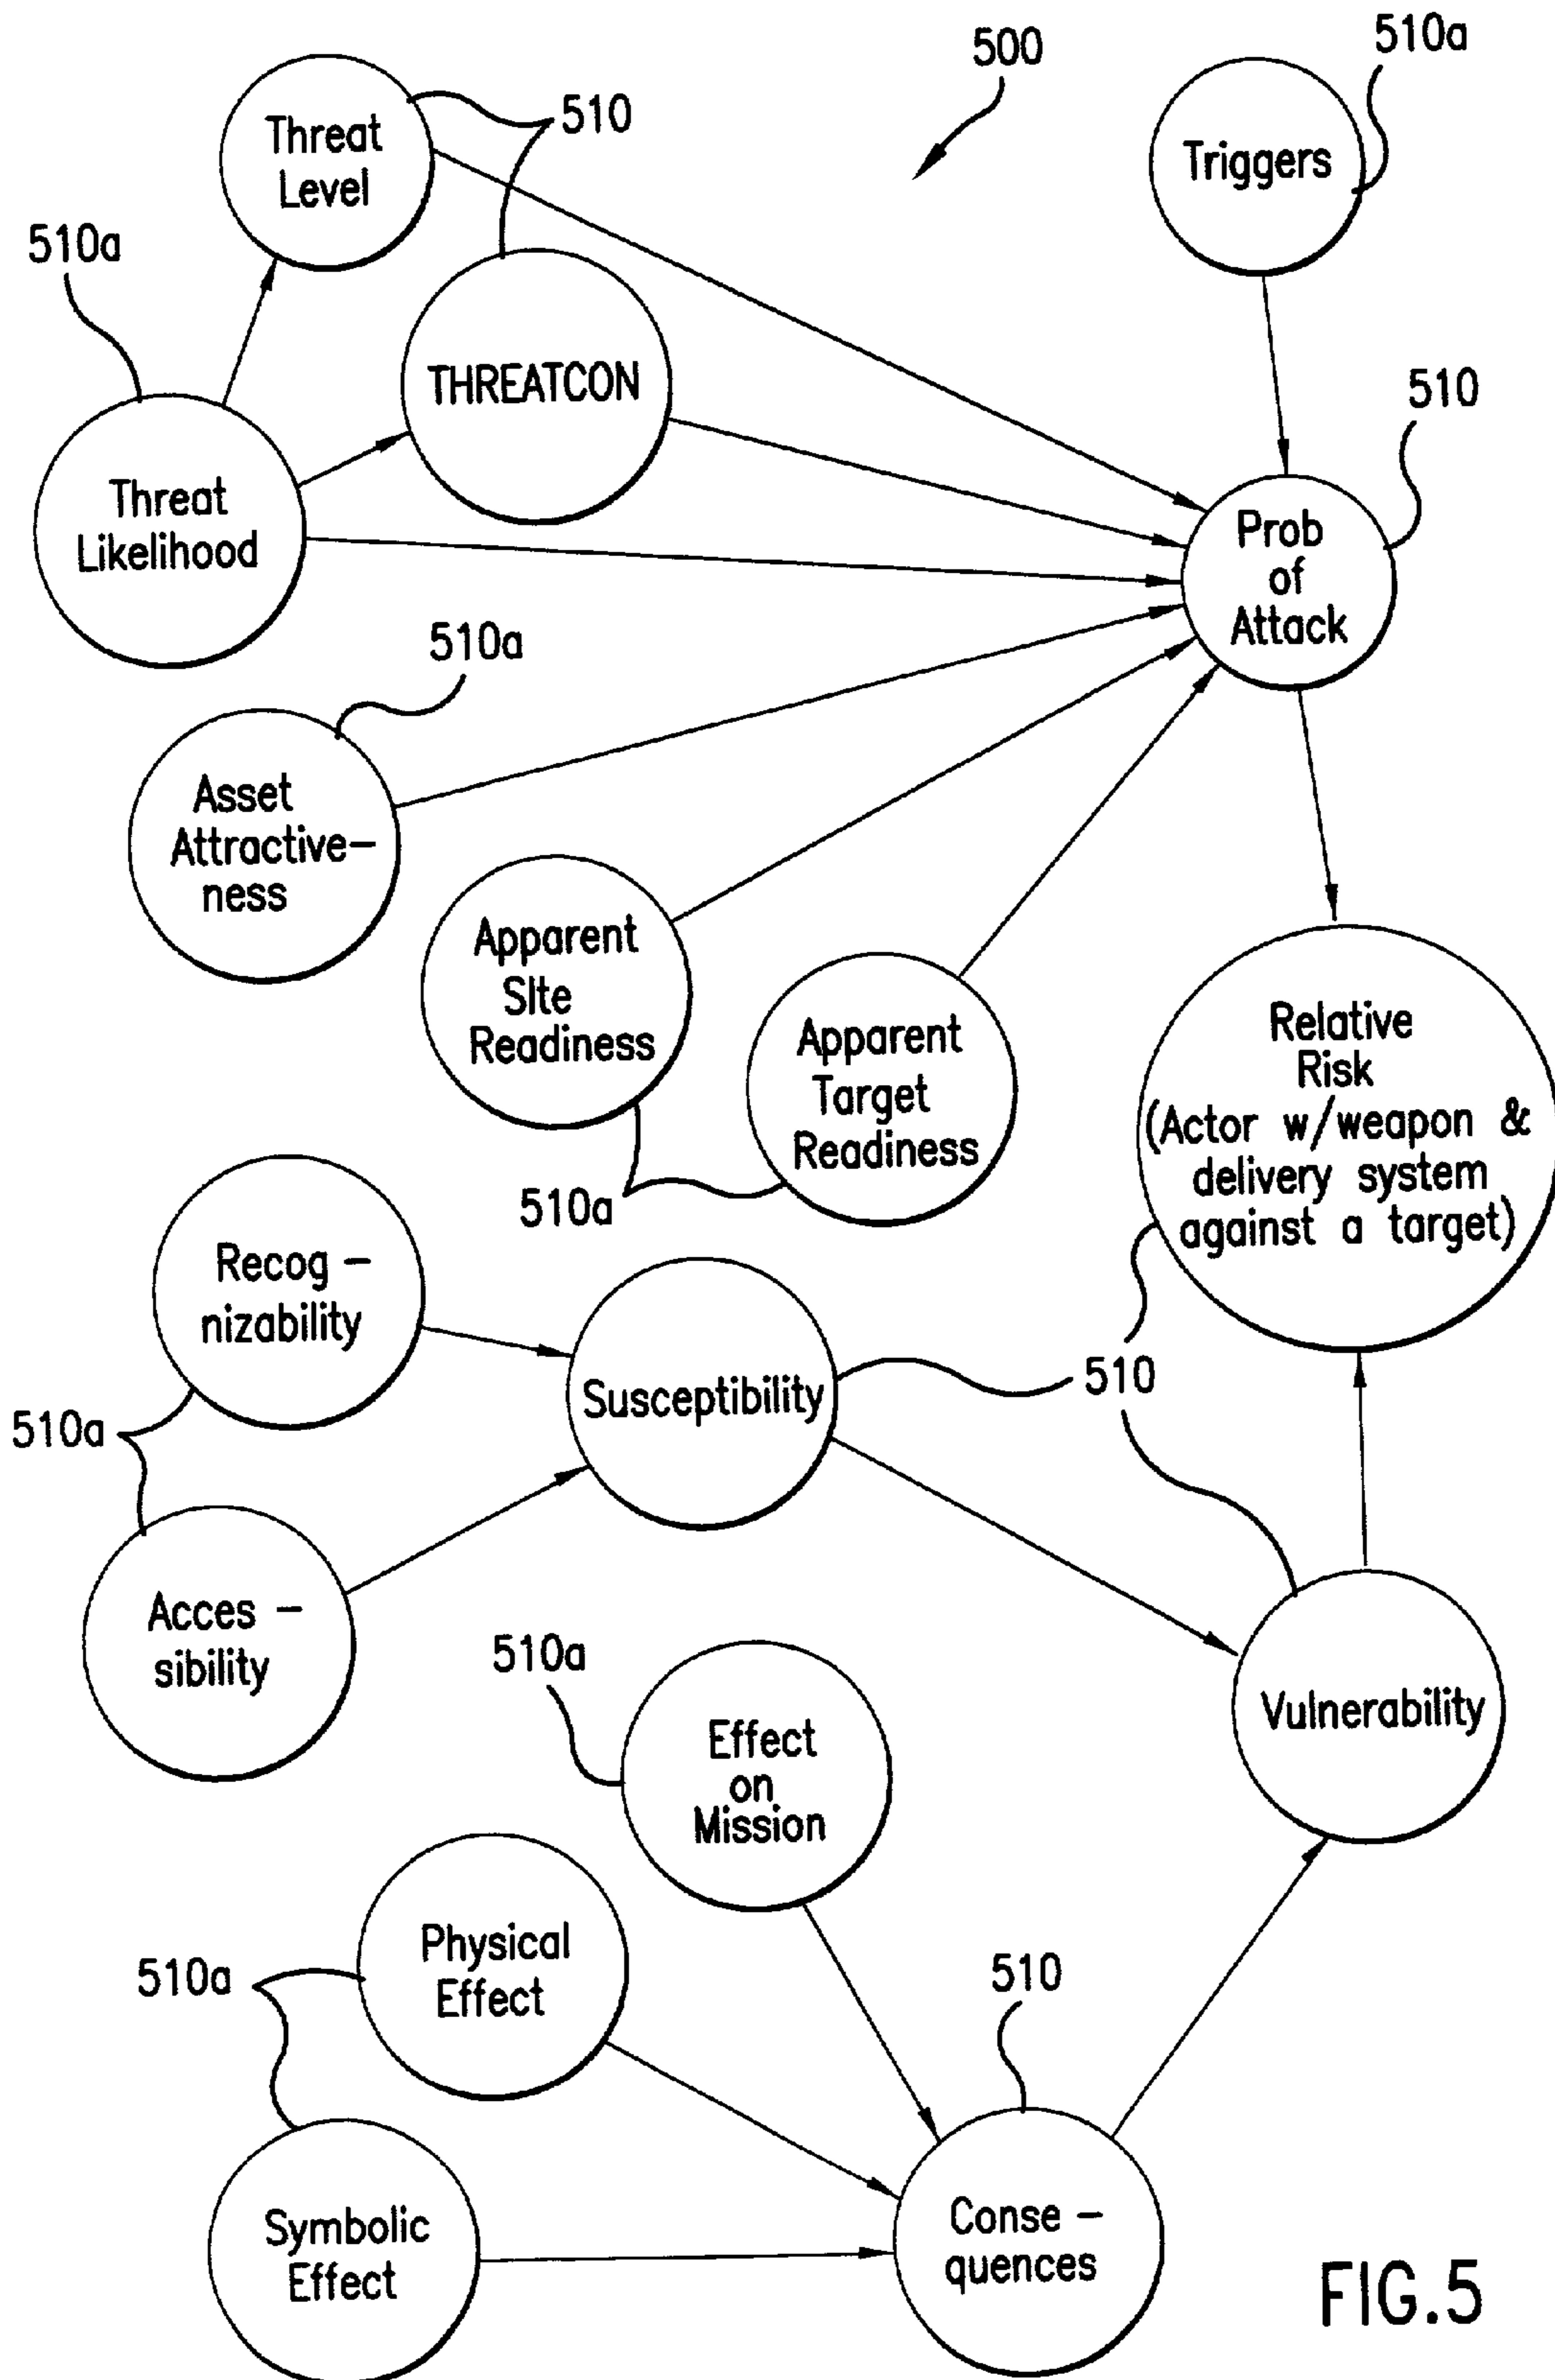 500
510a
Threat
Level
510
Triggers
510a
THREATCON
510
Threat
Likelihood
Prob
of
Attack
510a
Asset
Attractive-
ness
Apparent
SIte
Readiness
Apparent
Target
Readiness
510a
Relative
Risk
(Actor w/weapon &
delivery system
against a target)
Recog -
nizability
Susceptibility
510
510a
Acces -
sibility
510a
Effect
on
Mission
Vulnerability
Physical
Effect
510a
510
Symbolic
Effect
Conse -
quences
FIG.5